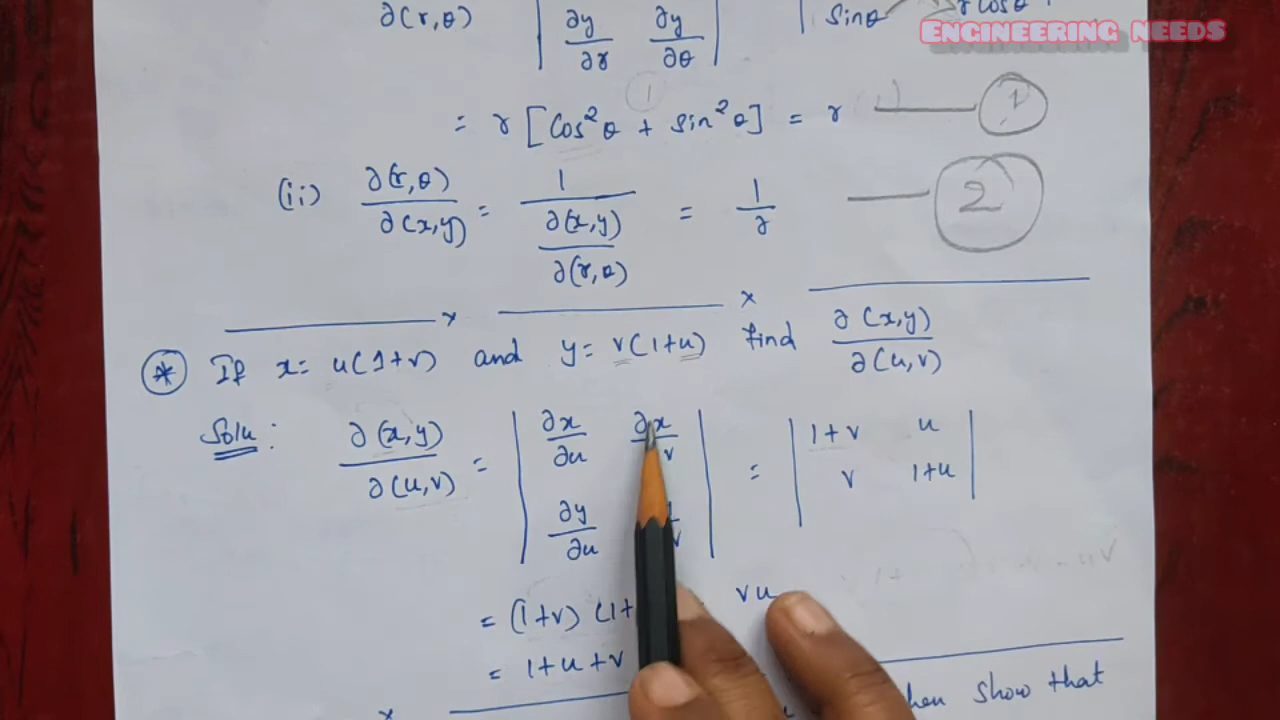 ∂(r,θ) | ∂y/∂r ∂y/∂θ | | Sinθ r cosθ
ENGINEERING NEEDS
= r [cos²θ + sin²θ] = r — 1
(ii) ∂(r,θ)/∂(x,y) = 1/(∂(x,y)/∂(r,θ)) = 1/r — 2
* If x = u(1+v) and y = v(1+u) find ∂(x,y)/∂(u,v)
Solu: ∂(x,y)/∂(u,v) = | ∂x/∂u ∂x/ v | = | 1+v u |
| ∂y/∂u v | | v 1+u |
= (1+v) (1+ vu
= 1+u+v
show that